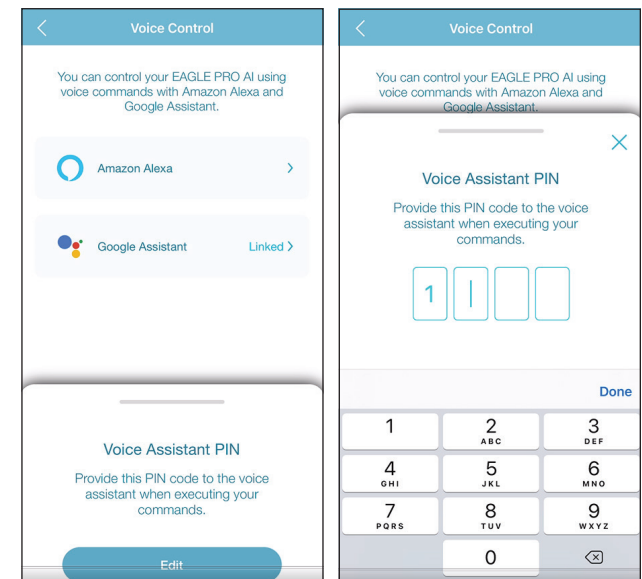 Voice Control
You can control your EAGLE PRO AI using
voice commands with Amazon Alexa and
Google Assistant.
Amazon Alexa
Google Assistant Linked
Voice Assistant PIN
Provide this PIN code to the voice
assistant when executing your
commands.
Edit
Voice Control
You can control your EAGLE PRO AI using
voice commands with Amazon Alexa and
Google Assistant.
Voice Assistant PIN
Provide this PIN code to the voice
assistant when executing your
commands.
1
Done
1 2 3
ABC DEF
4 5 6
GHI JKL MNO
7 8 9
PQRS TUV WXYZ
0